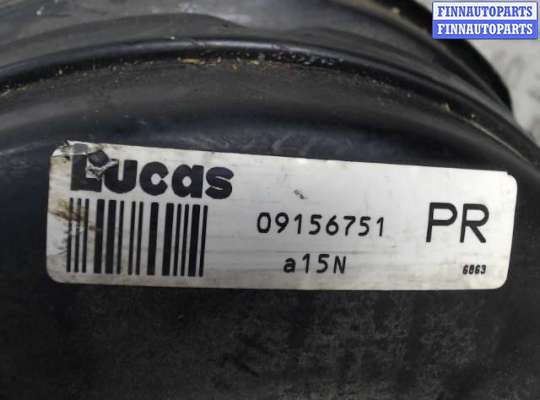 FINNAUTOPARTS
FINNAUTOPARTS
Lucas
09156751
PR
a15N
6863